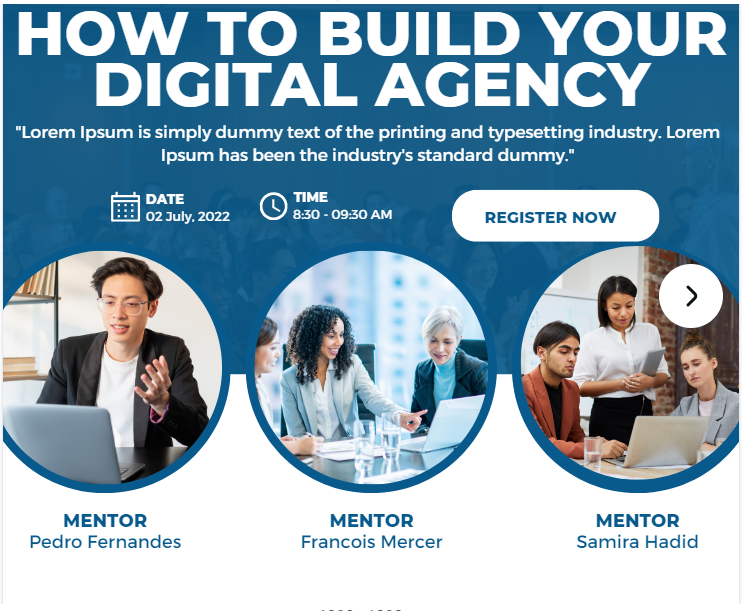 HOW TO BUILD YOUR
DIGITAL AGENCY
"Lorem Ipsum is simply dummy text of the printing and typesetting industry. Lorem
Ipsum has been the industry's standard dummy."
DATE
02 July, 2022
TIME
8:30 - 09:30 AM
REGISTER NOW
MENTOR
Pedro Fernandes
MENTOR
Francois Mercer
MENTOR
Samira Hadid